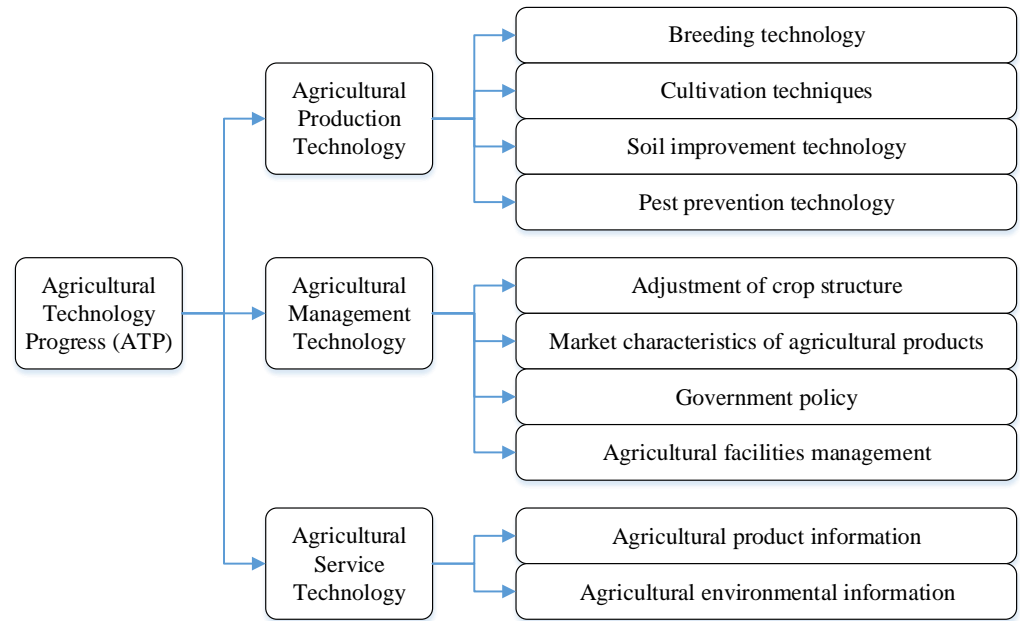 Agricultural
Technology
Progress (ATP)
Agricultural
Production
Technology
Breeding technology
Cultivation techniques
Soil improvement technology
Pest prevention technology
Agricultural
Management
Technology
Adjustment of crop structure
Market characteristics of agricultural products
Government policy
Agricultural facilities management
Agricultural
Service
Technology
Agricultural product information
Agricultural environmental information